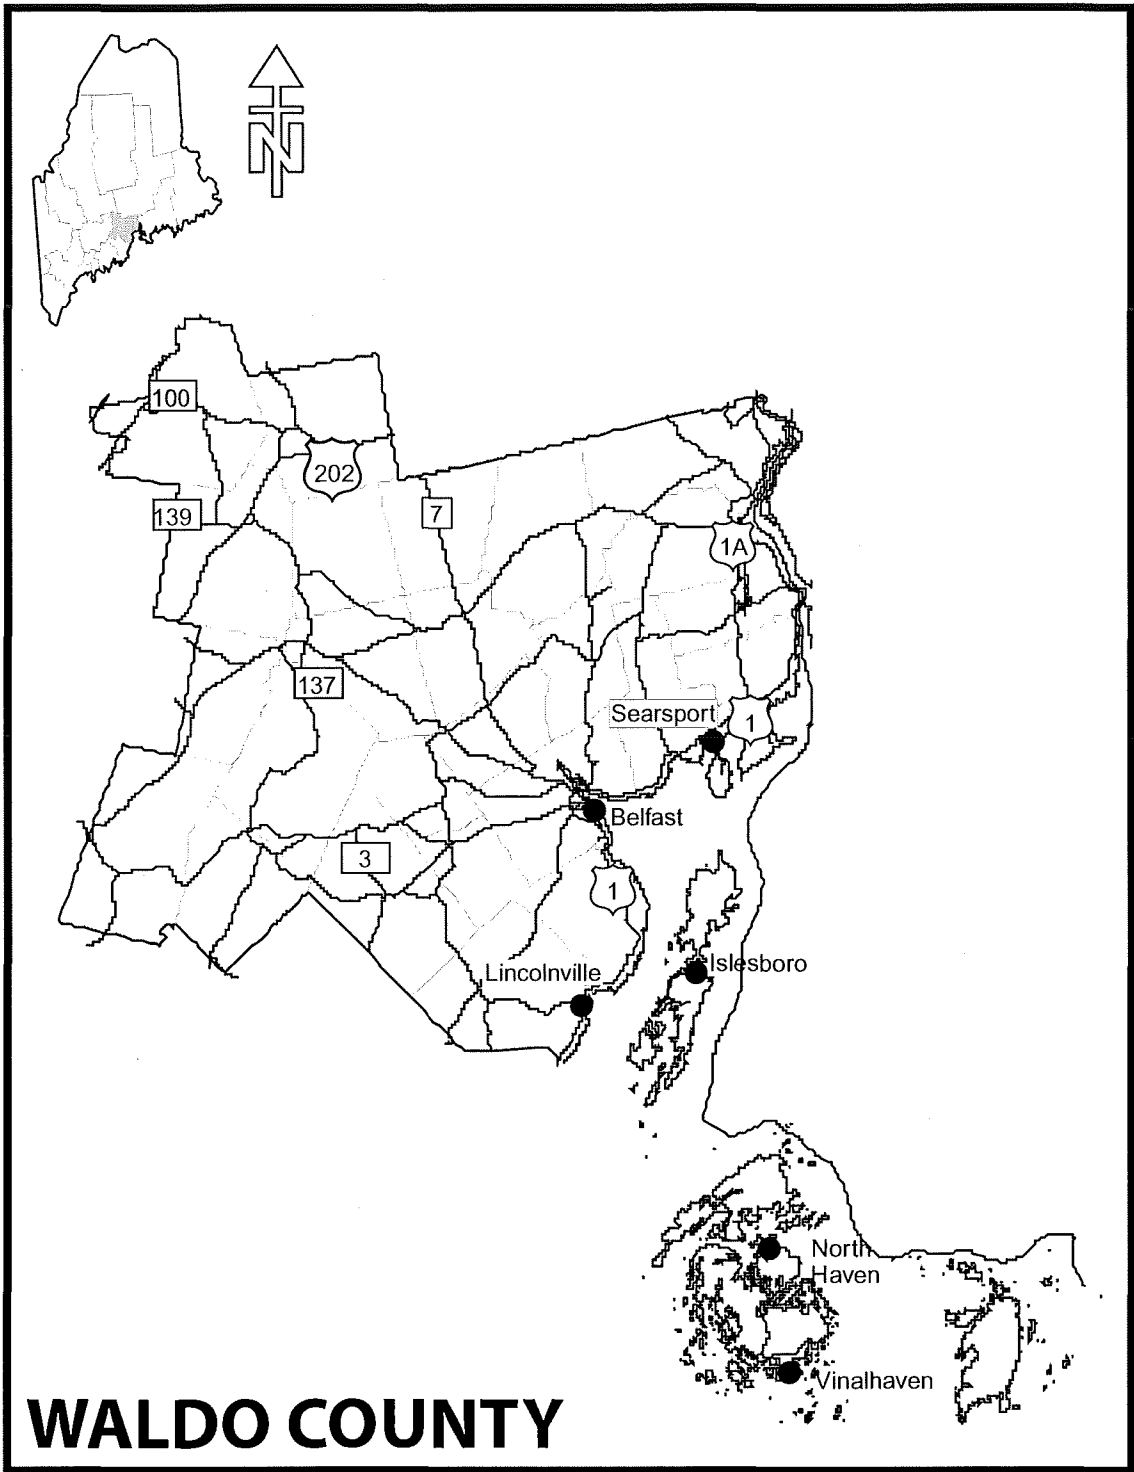 N
100
202
139
7
1A
137
Searsport
1
Belfast
3
1
Islesboro
Lincolnville
North
Haven
Vinalhaven
WALDO COUNTY